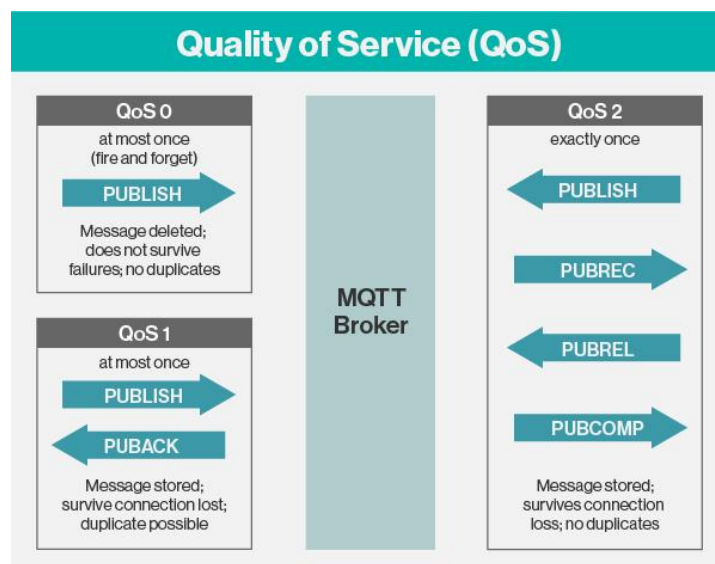 Quality of Service (QoS)
QoS 0
at most once
(fire and forget)
PUBLISH
Message deleted;
does not survive
failures; no duplicates
QoS 1
at most once
PUBLISH
PUBACK
Message stored;
survive connection lost;
duplicate possible
MQTT
Broker
QoS 2
exactly once
PUBLISH
PUBREC
PUBREL
PUBCOMP
Message stored;
survives connection
loss; no duplicates